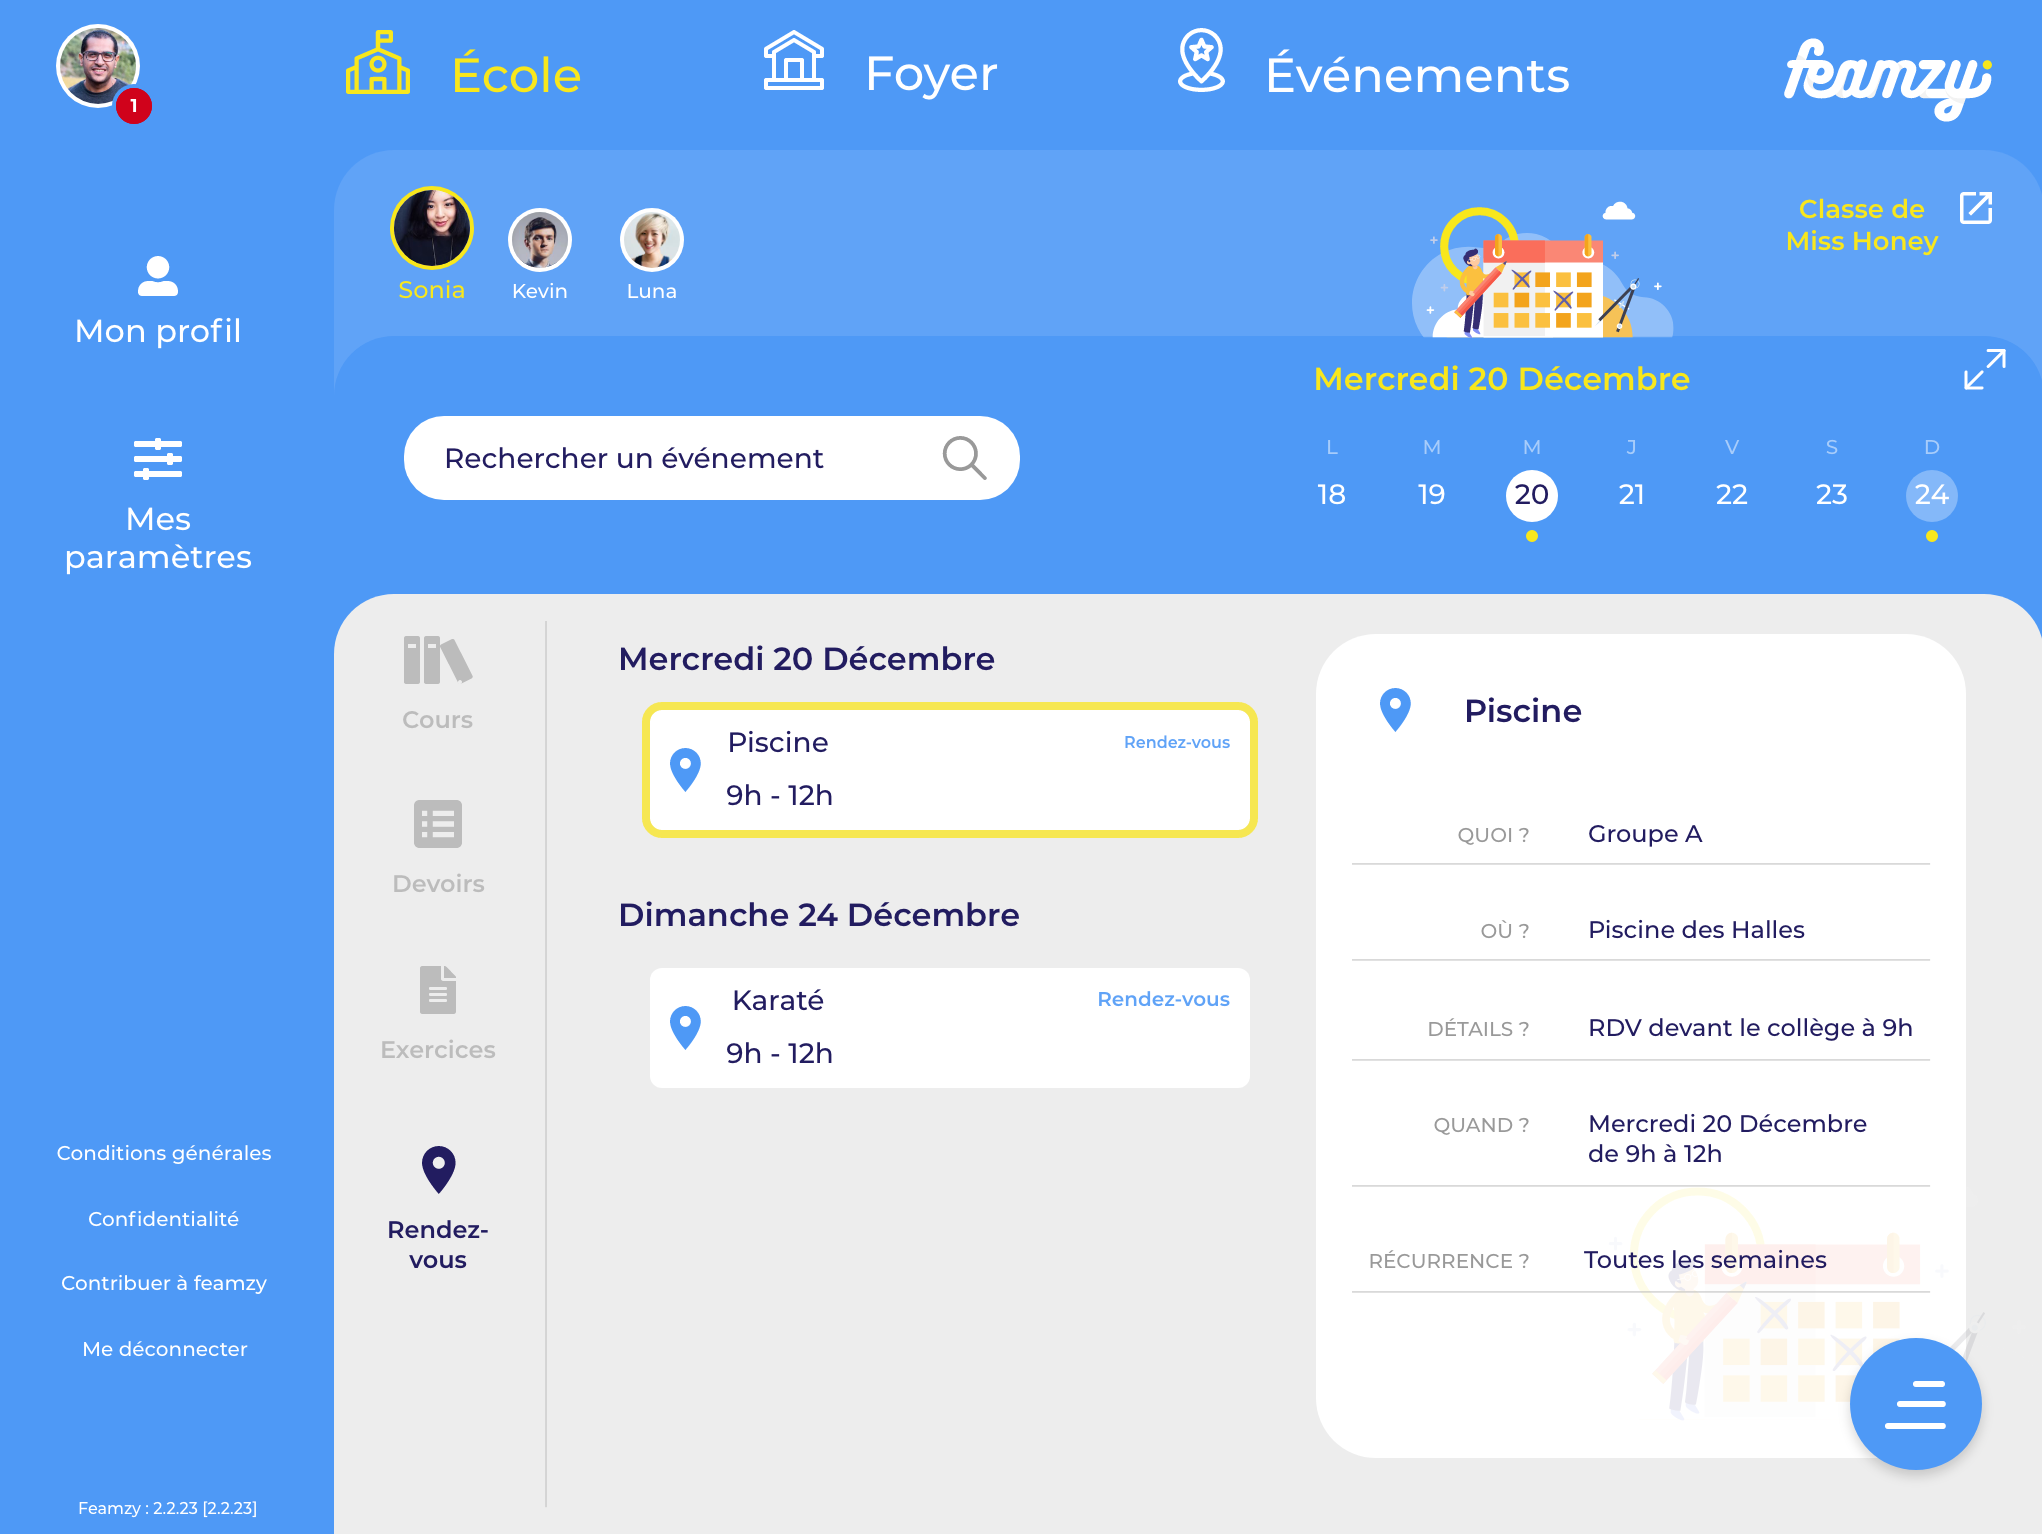 1
École
Foyer
Événements
feamzy
Mon profil
Mes
paramètres
Conditions générales
Confidentialité
Contribuer à feamzy
Me déconnecter
Feamzy : 2.2.23 [2.2.23]
Sonia
Kevin
Luna
Classe de
Miss Honey
Rechercher un événement
Mercredi 20 Décembre
L M M J V S D
18 19 20 21 22 23 24
Cours
Devoirs
Exercices
Rendez-
vous
Mercredi 20 Décembre
Piscine Rendez-vous
9h - 12h
Dimanche 24 Décembre
Karaté Rendez-vous
9h - 12h
Piscine
QUOI ? Groupe A
OÙ ? Piscine des Halles
DÉTAILS ? RDV devant le collège à 9h
QUAND ? Mercredi 20 Décembre
de 9h à 12h
RÉCURRENCE ? Toutes les semaines